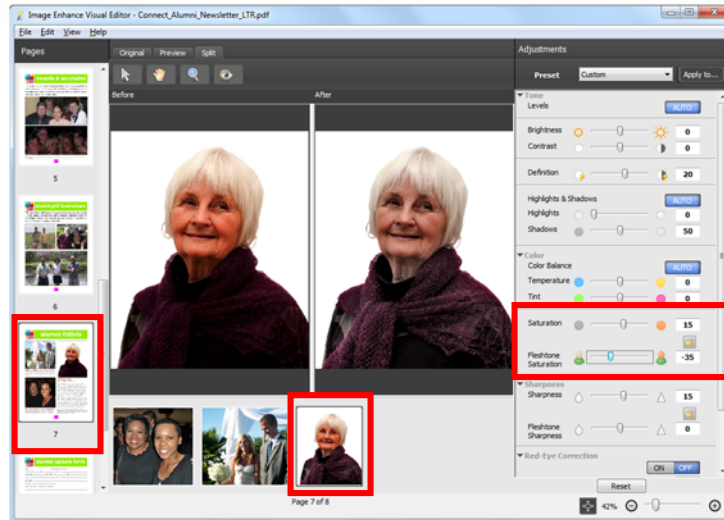 Image Enhance Visual Editor - Connect_Alumni_Newsletter_LTR.pdf
File Edit View Help
Pages
Original Preview Split
Adjustments
Preset Custom Apply to...
Before After
Tone
Levels AUTO
Brightness 0
Contrast 0
Definition 20
Highlights & Shadows AUTO
Highlights 0
Shadows 50
Color
Color Balance AUTO
Temperature 0
Tint 0
Saturation 15
Fleshtone
Saturation -35
Sharpness
Sharpness 15
Fleshtone
Sharpness 0
Red-Eye Correction
ON OFF
Reset
5
6
alumni tidbits
7
alumni update form
Page 7 of 8
42%